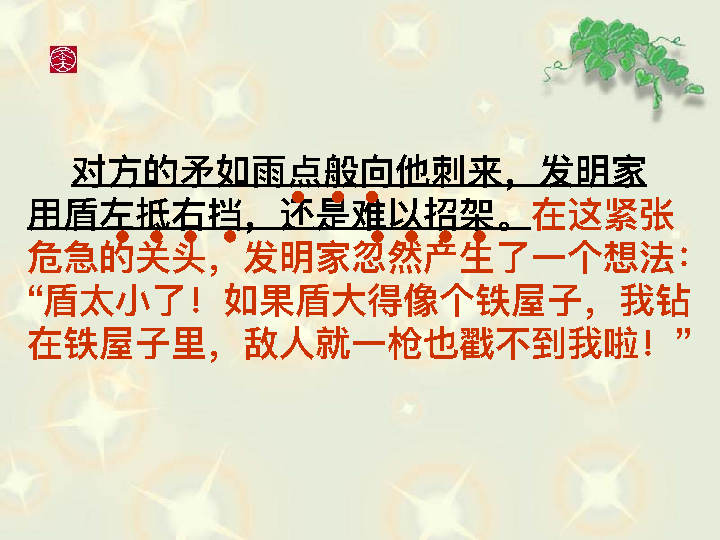 对方的矛如雨点般向他刺来，发明家
用盾左抵右挡，还是难以招架。在这紧张
危急的关头，发明家忽然产生了一个想法：
“盾太小了！如果盾大得像个铁屋子，我钻
在铁屋子里，敌人就一枪也戳不到我啦！”